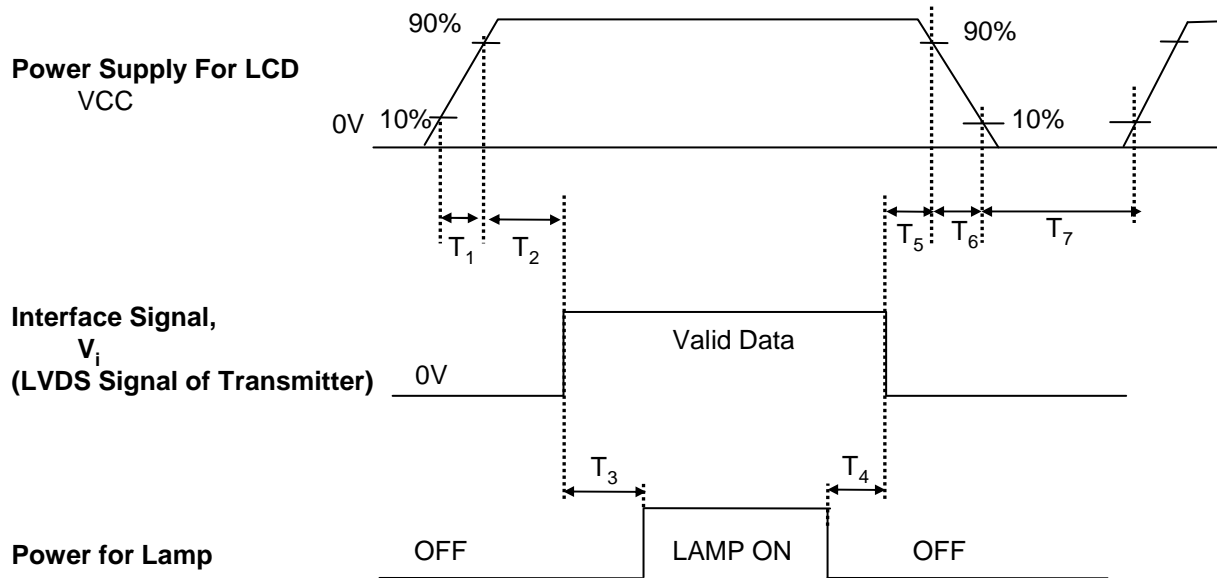 90%
90%
Power Supply For LCD
VCC
0V
10%
10%
T1
T2
T5
T6
T7
Interface Signal,
Vi
(LVDS Signal of Transmitter)
0V
Valid Data
T3
T4
Power for Lamp
OFF
LAMP ON
OFF